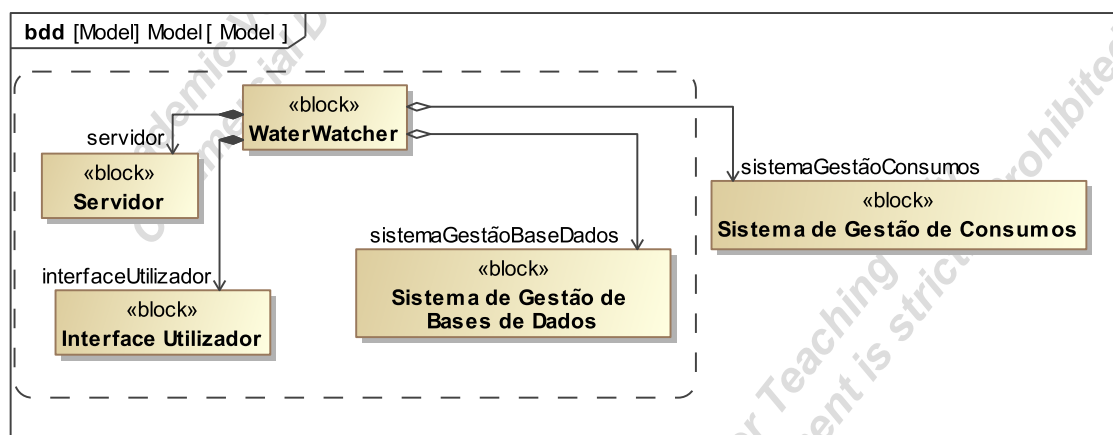 bdd [Model] Model [ Model ]
«block»
WaterWatcher
servidor
«block»
Servidor
sistemaGestãoConsumos
«block»
Sistema de Gestão de Consumos
sistemaGestãoBaseDados
«block»
Sistema de Gestão de
Bases de Dados
interfaceUtilizador
«block»
Interface Utilizador